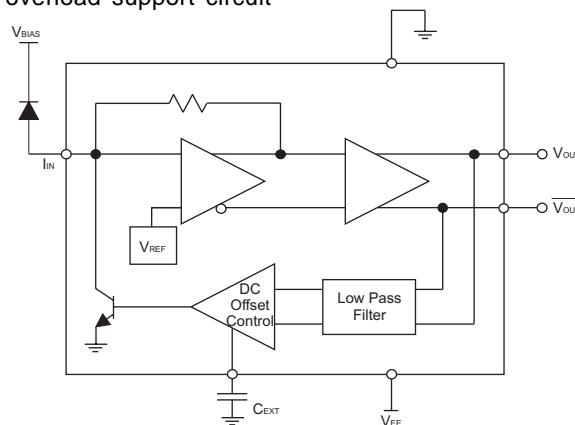 overload support circuit
VBIAS
IIN
VOU
VOU
VREF
DC
Offset
Control
Low Pass
Filter
CEXT
VEE